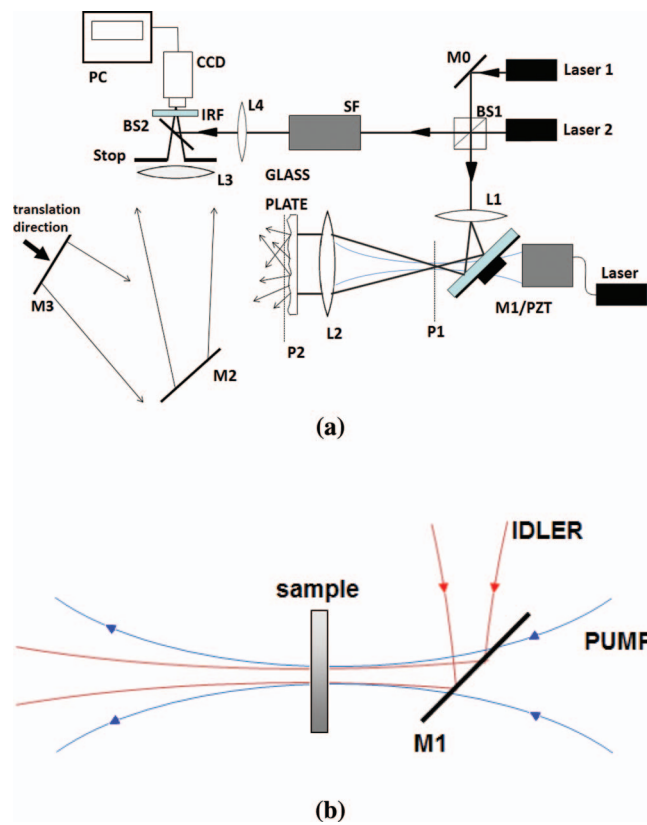 PC
CCD
M0
Laser 1
BS1
Laser 2
SF
L4
IRF
BS2
Stop
L3
GLASS
PLATE
L1
translation
direction
M3
M2
P2
L2
P1
M1/PZT
Laser
(a)
IDLER
sample
PUMP
M1
(b)